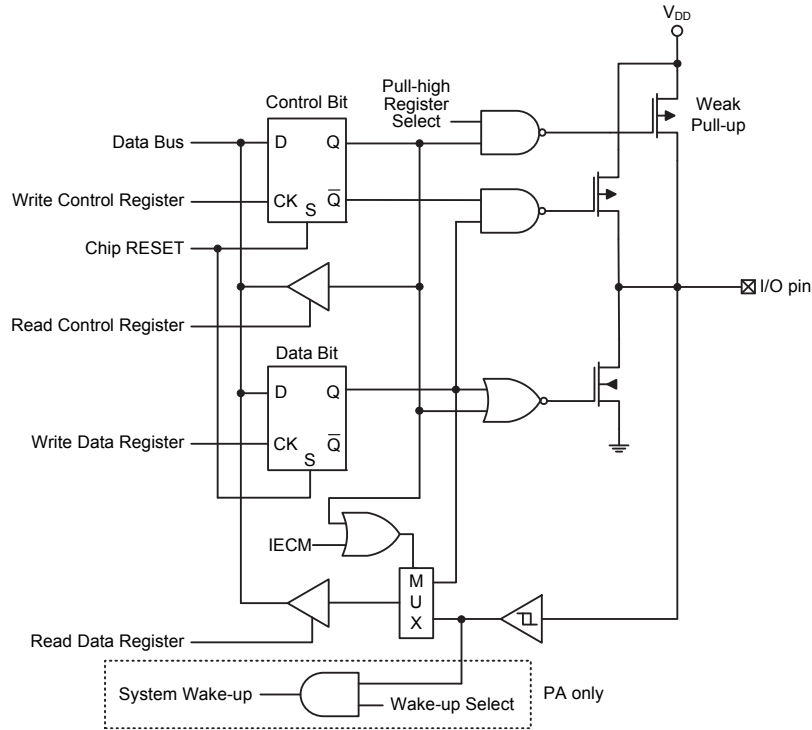 VDD
Pull-high
Register
Select
Weak
Pull-up
Control Bit
Data Bus
D
Q
Write Control Register
CK
Q
S
Chip RESET
I/O pin
Read Control Register
Data Bit
D
Q
Write Data Register
CK
Q
S
IECM
M
U
X
Read Data Register
PA only
System Wake-up
Wake-up Select